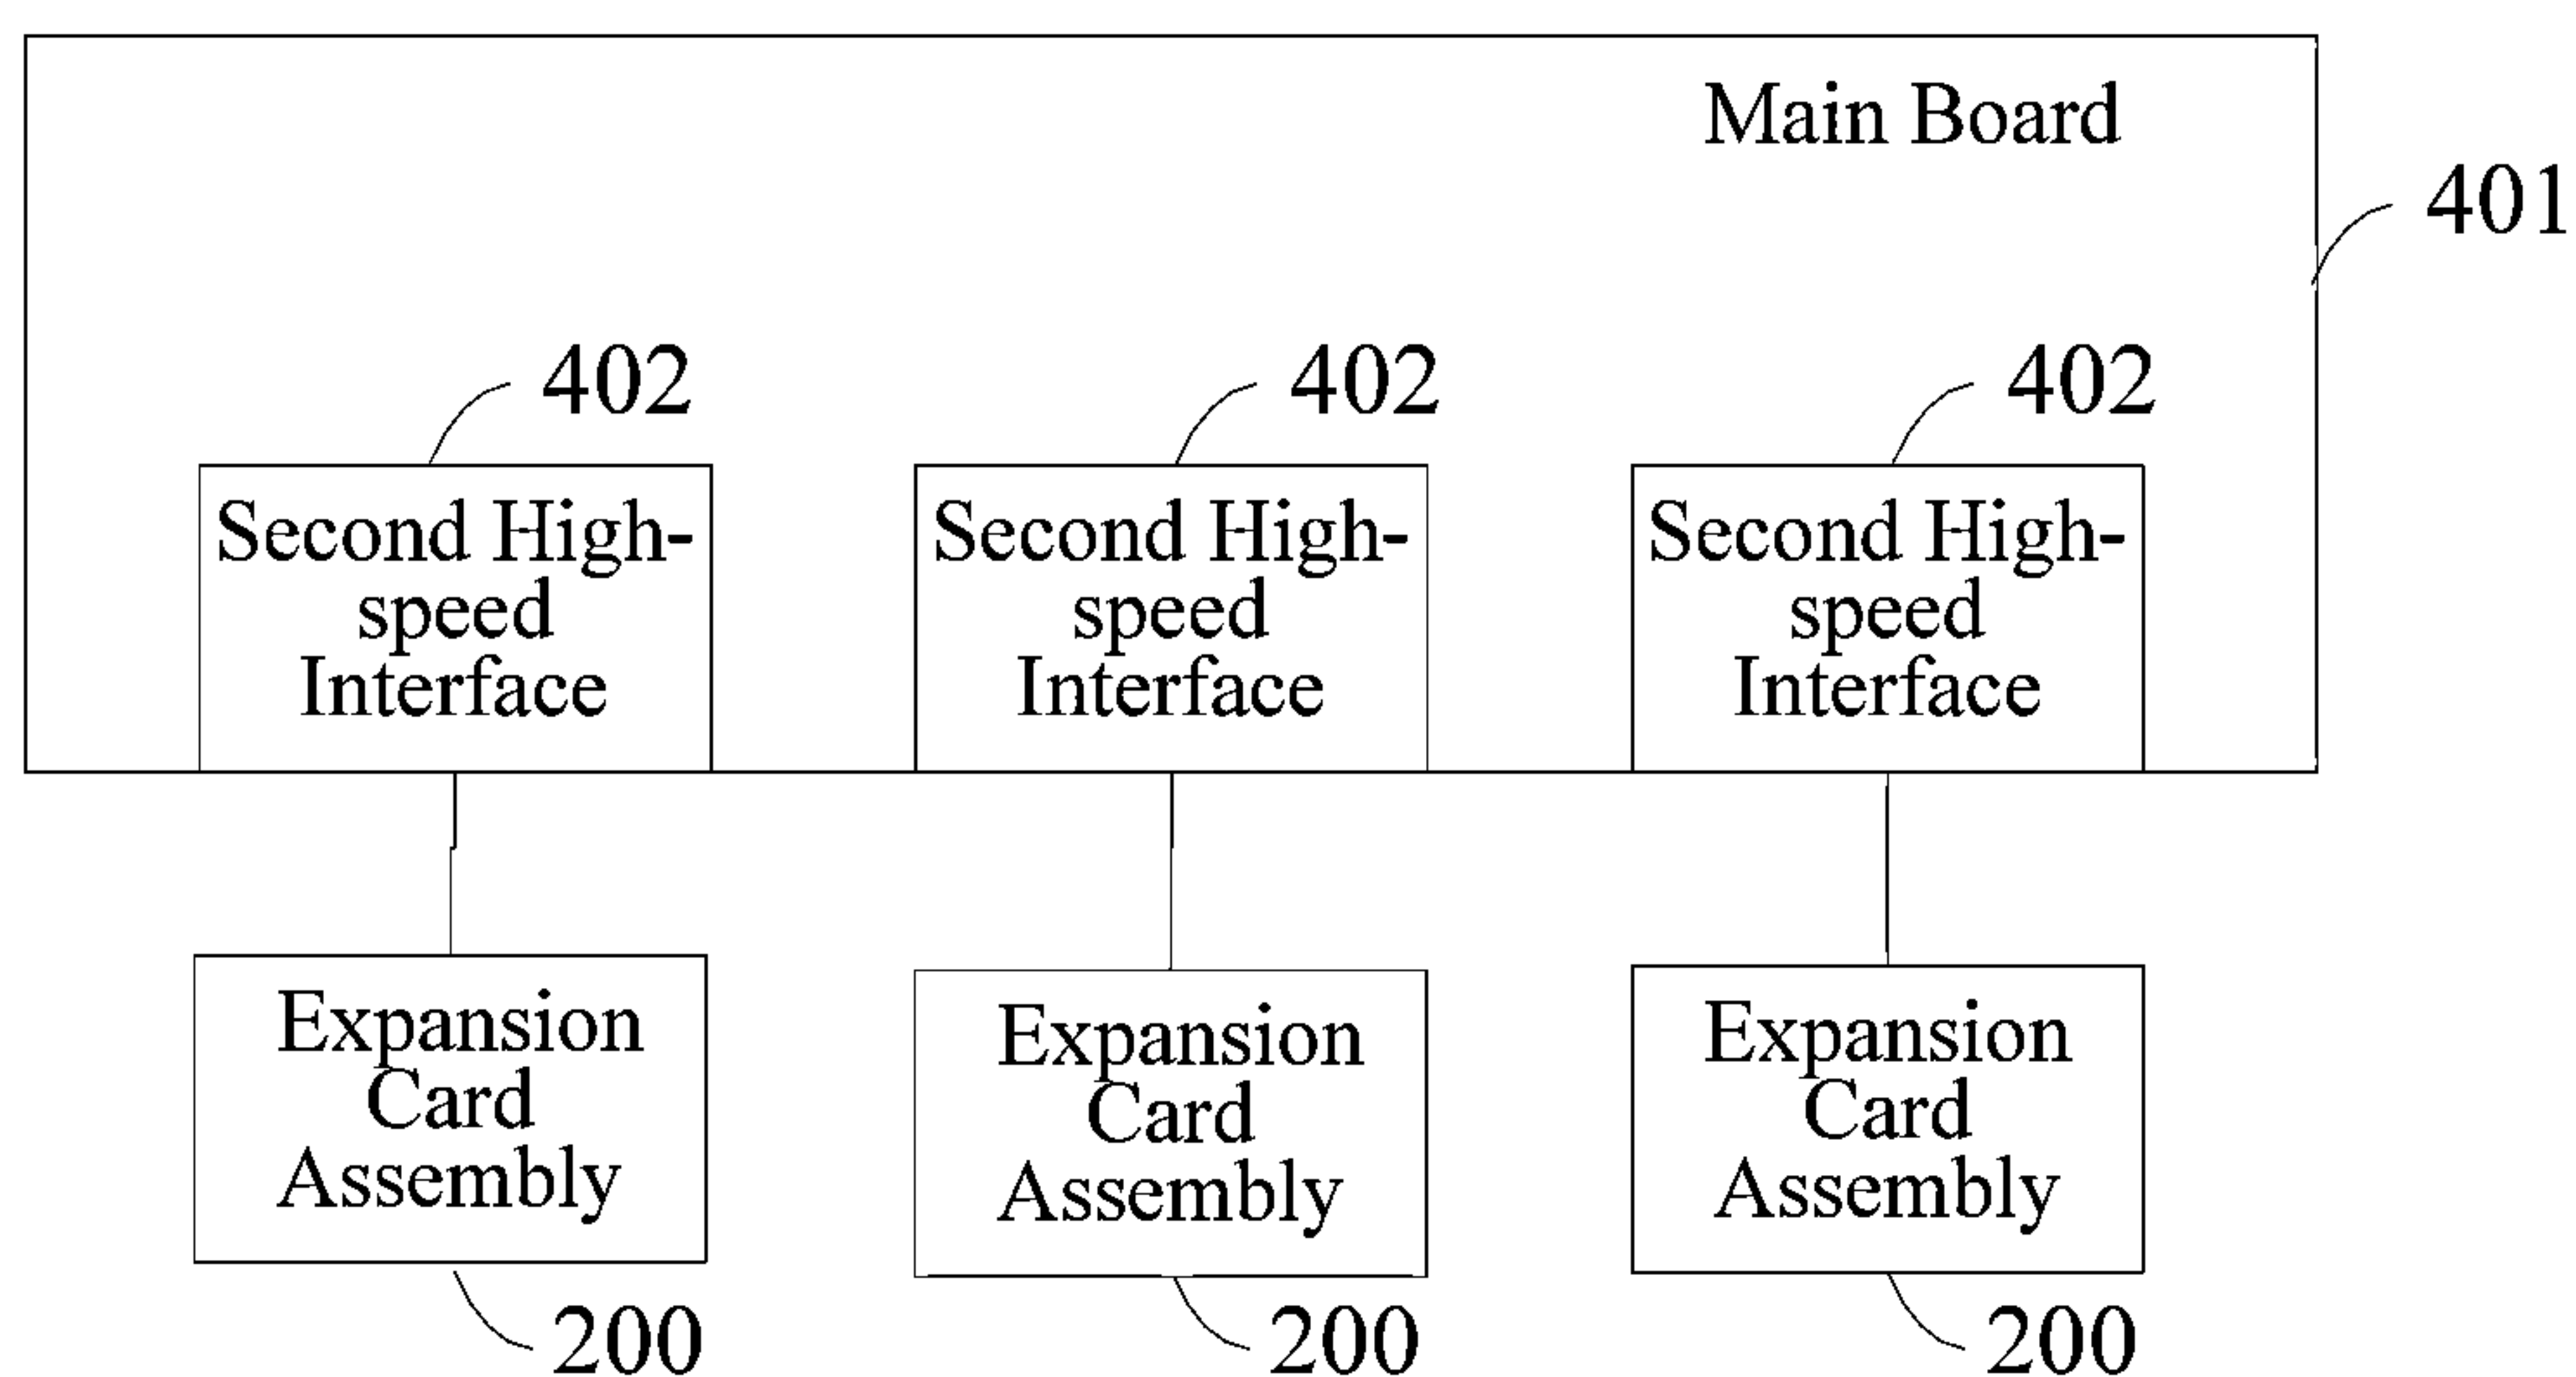 Main Board
401
402
402
402
Second High-
speed
Interface
Second High-
speed
Interface
Second High-
speed
Interface
Expansion
Card
Assembly
Expansion
Card
Assembly
Expansion
Card
Assembly
200
200
200